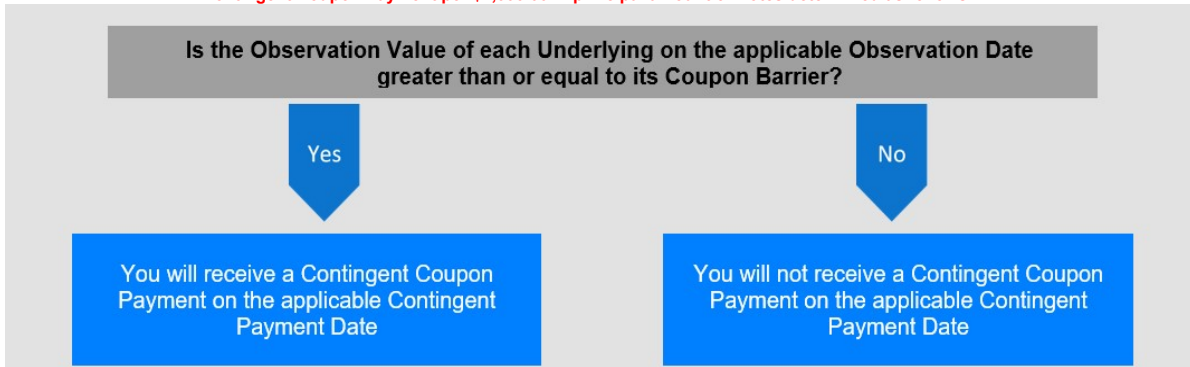 Is the Observation Value of each Underlying on the applicable Observation Date
greater than or equal to its Coupon Barrier?
Yes
No
You will receive a Contingent Coupon
Payment on the applicable Contingent
Payment Date
You will not receive a Contingent Coupon
Payment on the applicable Contingent
Payment Date